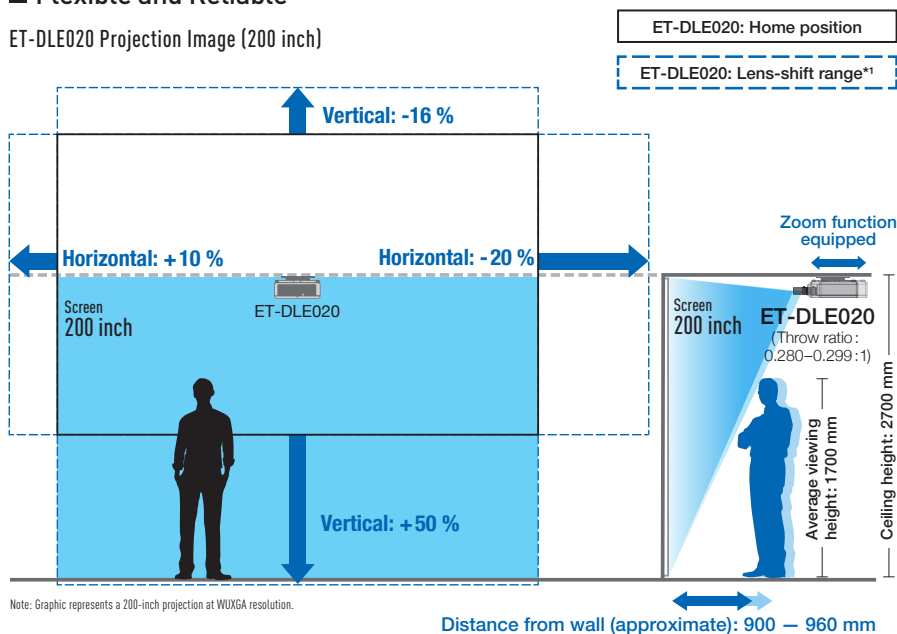 ET-DLE020 Projection Image (200 inch)
ET-DLE020: Home position
ET-DLE020: Lens-shift range*1
Vertical: -16 %
Horizontal: +10 %
Horizontal: -20 %
Zoom function
equipped
Screen
200 inch
ET-DLE020
Screen
200 inch
ET-DLE020
(Throw ratio:
0.280–0.299:1)
Average viewing
height: 1700 mm
Ceiling height: 2700 mm
Vertical: +50 %
Note: Graphic represents a 200-inch projection at WUXGA resolution.
Distance from wall (approximate): 900 — 960 mm